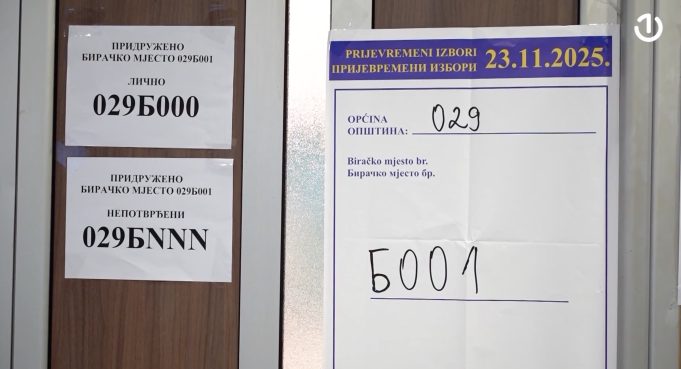 ПРИДРУЖЕНО
БИРАЧКО МЈЕСТО 029Б001
ЛИЧНО
029Б000
ПРИДРУЖЕНО
БИРАЧКО МЈЕСТО 029Б001
НЕПОТВРЂЕНИ
029БNNN
PRIJEVREMENI IZBORI
ПРИЈЕВРЕМЕНИ ИЗБОРИ 23.11.2025.
OPĆINA
ОПШТИНА: 029
Biračko mjesto br.
Бирачко мјесто бр.
Б001